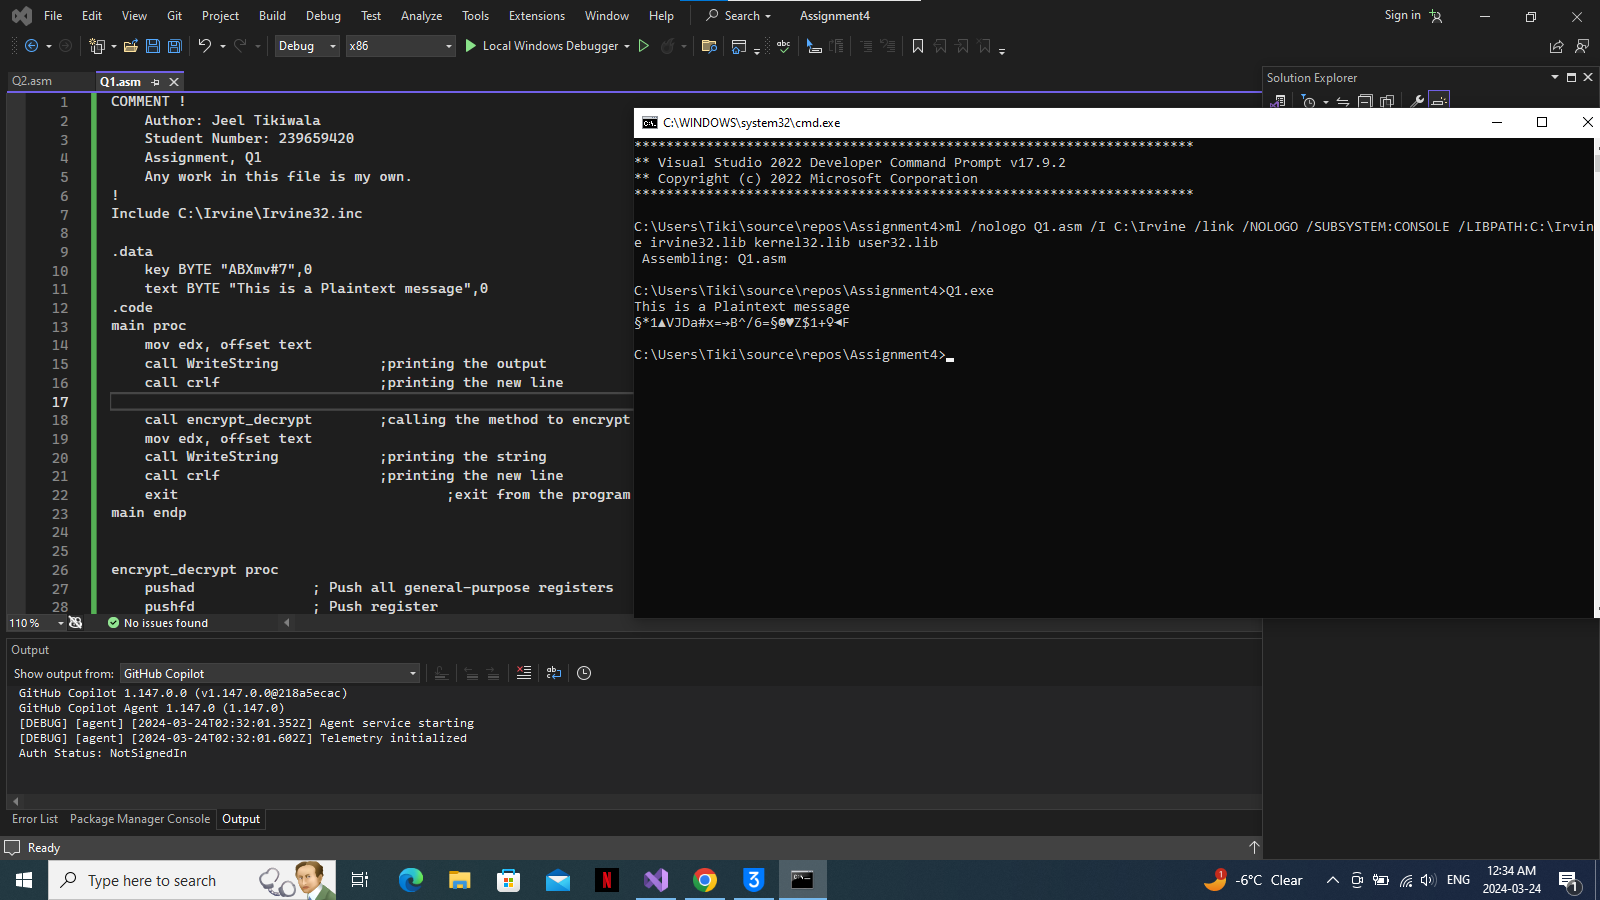 File Edit View Git Project Build Debug Test Analyze Tools Extensions Window Help Search Assignment4 Sign in
Debug x86 Local Windows Debugger
Q2.asm Q1.asm
Solution Explorer
1 COMMENT !
2 Author: Jeel Tikiwala
3 Student Number: 239659420
4 Assignment, Q1
5 Any work in this file is my own.
6 !
7 Include C:\Irvine\Irvine32.inc
8
9 .data
10 key BYTE "ABXmv#7",0
11 text BYTE "This is a Plaintext message",0
12 .code
13 main proc
14 mov edx, offset text
15 call WriteString ;printing the output
16 call crlf ;printing the new line
17
18 call encrypt_decrypt ;calling the method to encrypt
19 mov edx, offset text
20 call WriteString ;printing the string
21 call crlf ;printing the new line
22 exit ;exit from the program
23 main endp
24
25
26 encrypt_decrypt proc
27 pushad ; Push all general-purpose registers
28 pushfd ; Push register
110 % No issues found
C:\WINDOWS\system32\cmd.exe
**********************************************************************
** Visual Studio 2022 Developer Command Prompt v17.9.2
** Copyright (c) 2022 Microsoft Corporation
**********************************************************************
C:\Users\Tiki\source\repos\Assignment4>ml /nologo Q1.asm /I C:\Irvine /link /NOLOGO /SUBSYSTEM:CONSOLE /LIBPATH:C:\Irvin
e irvine32.lib kernel32.lib user32.lib
Assembling: Q1.asm
C:\Users\Tiki\source\repos\Assignment4>Q1.exe
This is a Plaintext message
§*1▲VJDa#x=→B^/6=§☻♥Z$1+♀◄F
C:\Users\Tiki\source\repos\Assignment4>
Output
Show output from: GitHub Copilot
GitHub Copilot 1.147.0.0 (v1.147.0.0@218a5ecac)
GitHub Copilot Agent 1.147.0 (1.147.0)
[DEBUG] [agent] [2024-03-24T02:32:01.352Z] Agent service starting
[DEBUG] [agent] [2024-03-24T02:32:01.602Z] Telemetry initialized
Auth Status: NotSignedIn
Error List Package Manager Console Output
Ready
Type here to search
-6°C Clear ENG 12:34 AM
2024-03-24